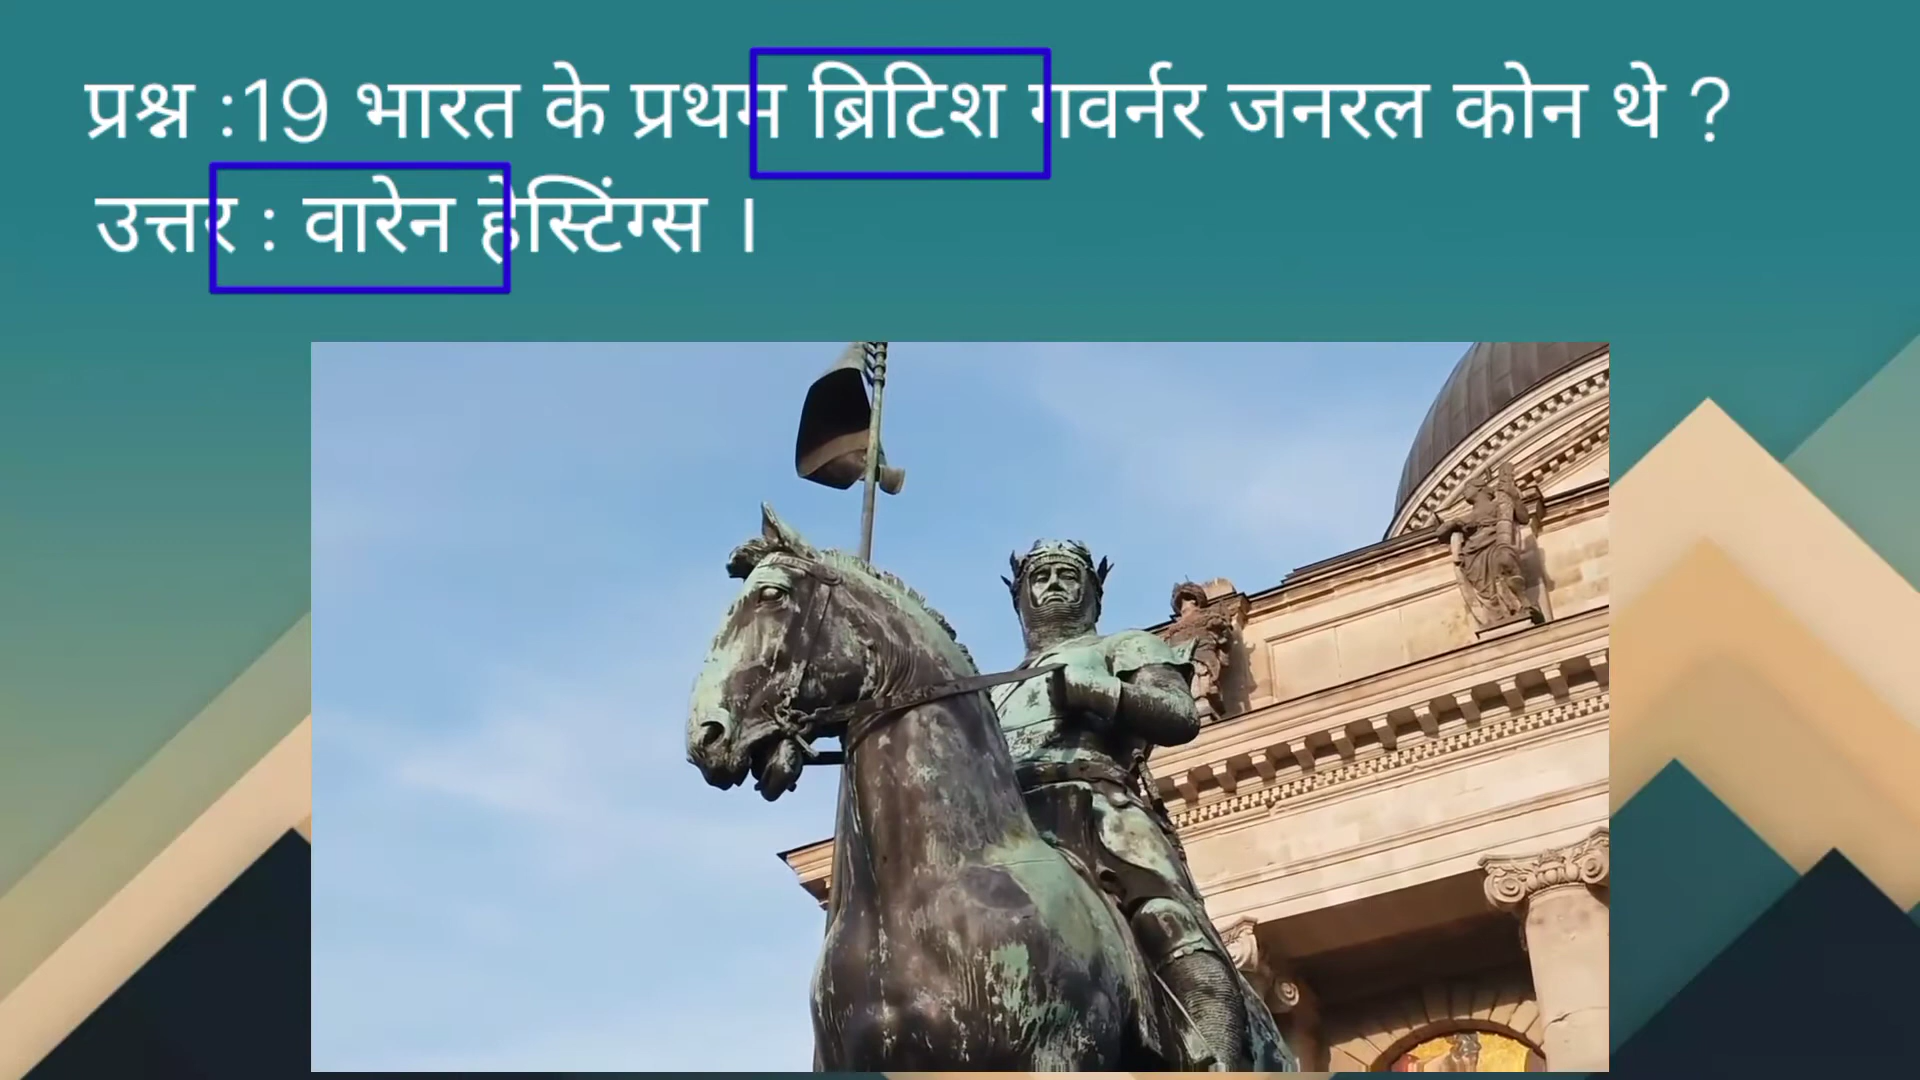 प्रश्न :19 भारत के प्रथम ब्रिटिश गवर्नर जनरल कोन थे ?
उत्तर : वारेन हेस्टिंग्स ।